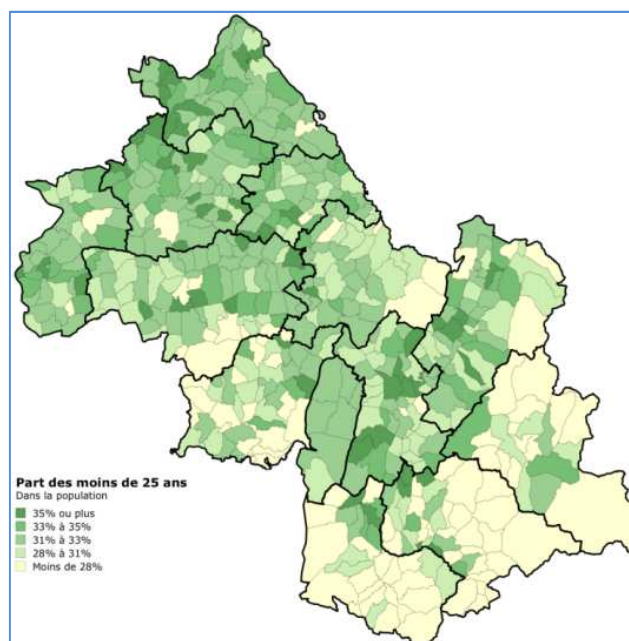 Part des moins de 25 ans
Dans la population
35% ou plus
33% à 35%
31% à 33%
28% à 31%
Moins de 28%